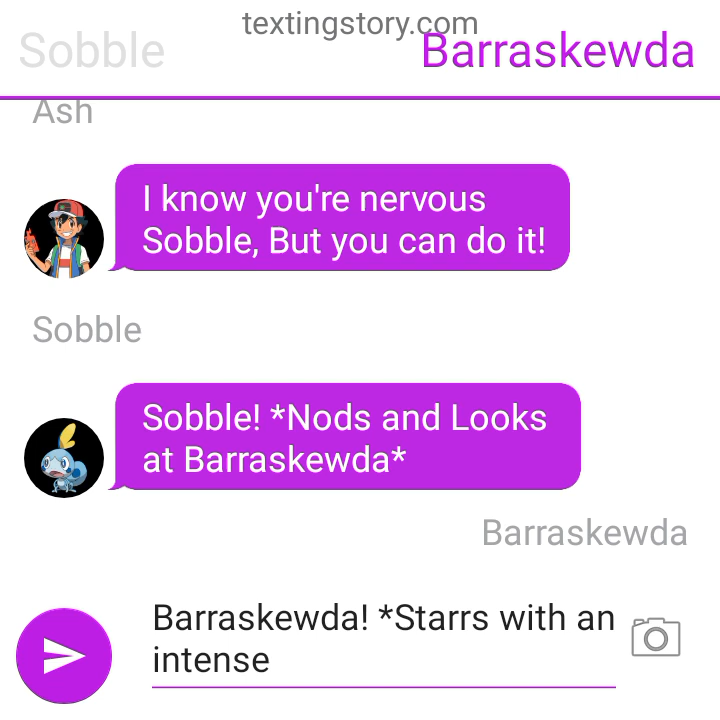 textingstory.com
Sobble
Barraskewda
Ash
I know you're nervous
Sobble, But you can do it!
Sobble
Sobble! *Nods and Looks
at Barraskewda*
Barraskewda
Barraskewda! *Starrs with an
intense